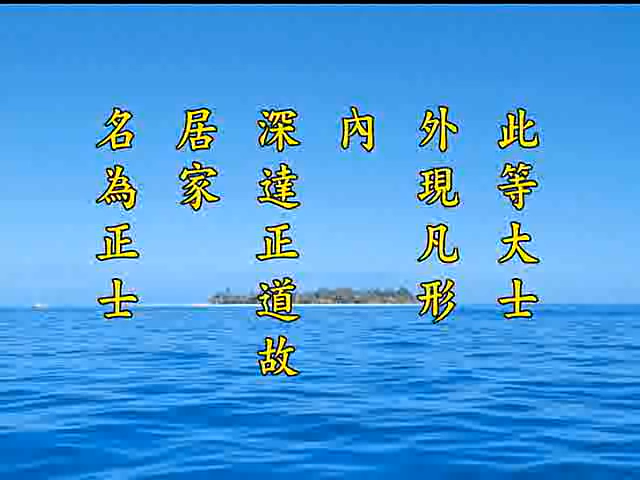 此等大士
外現凡形
內
深達正道故
居家
名為正士